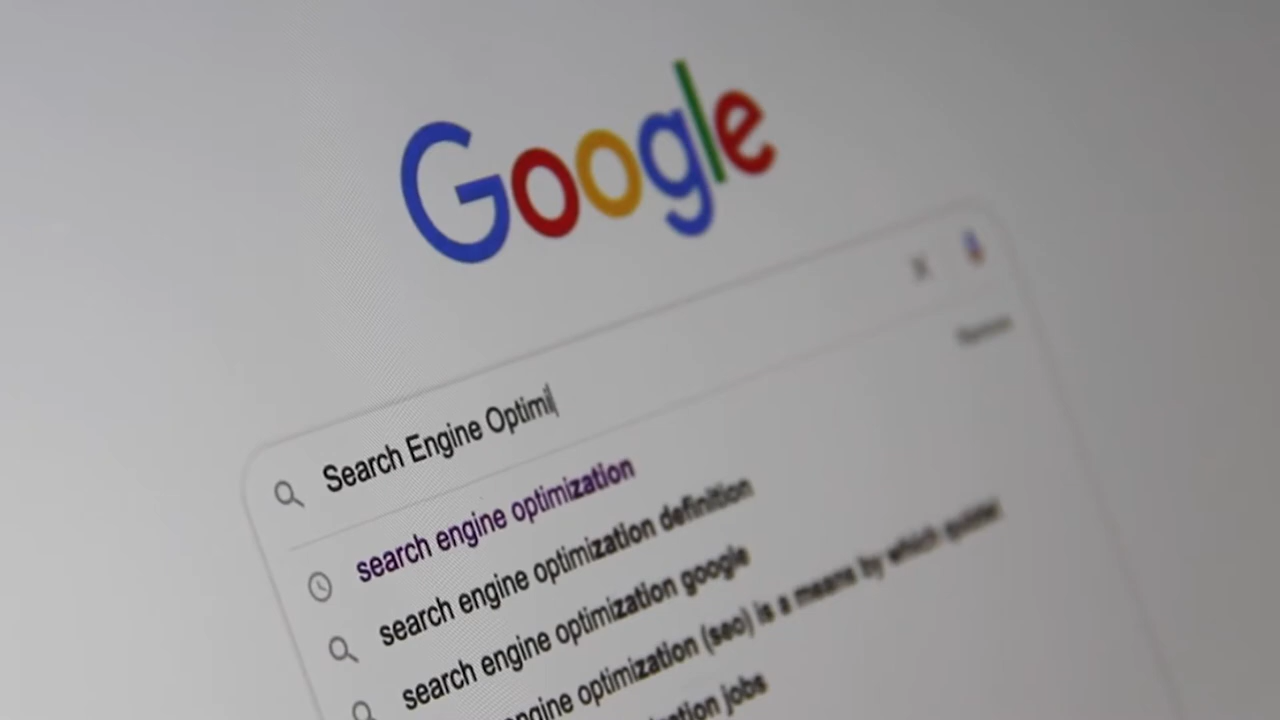 Google
Search Engine Optimi
search engine optimization
search engine optimization definition
search engine optimization google
engine optimization (seo) is a means by which
ization jobs